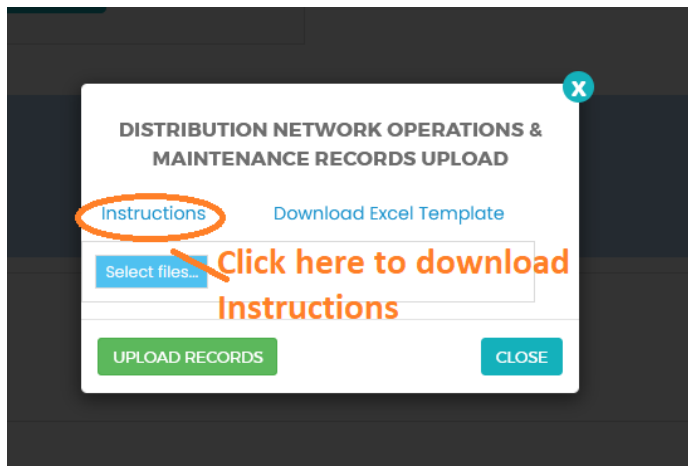 X
DISTRIBUTION NETWORK OPERATIONS &
MAINTENANCE RECORDS UPLOAD
Instructions Download Excel Template
Select files...
Click here to download
Instructions
UPLOAD RECORDS CLOSE